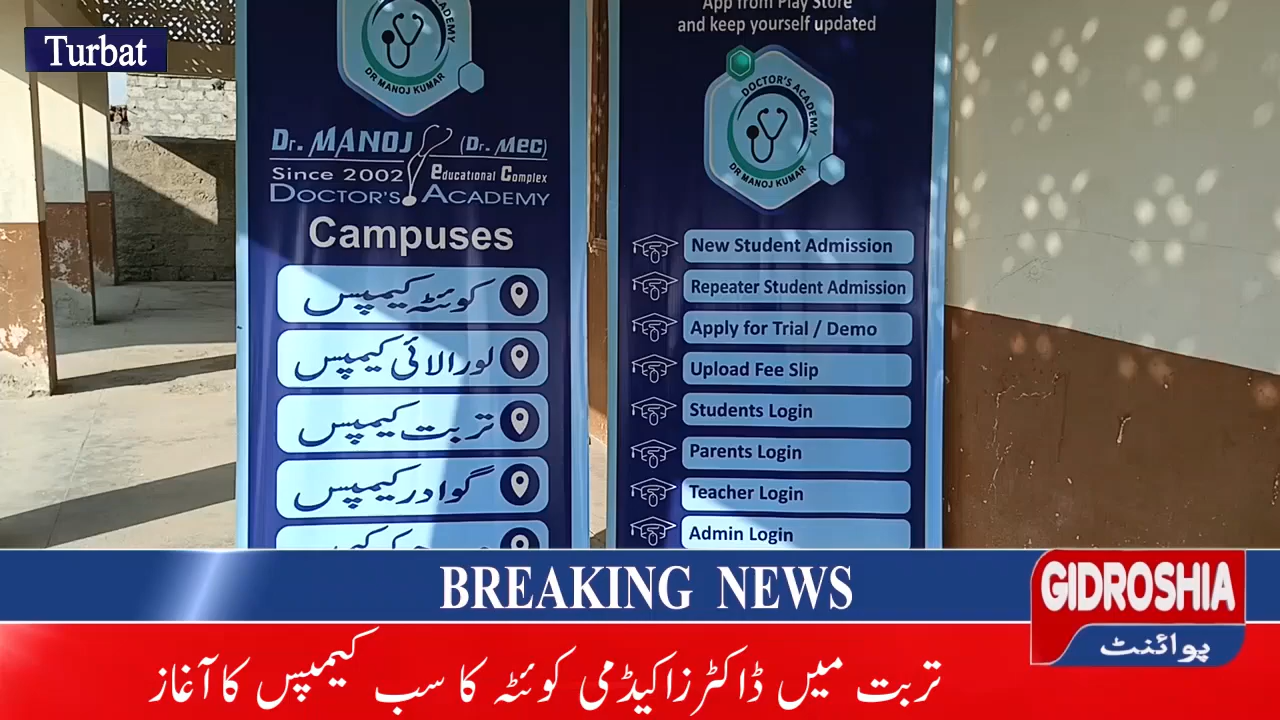 Turbat
ACADEMY
DR MANOJ KUMAR
Dr. MANOJ (Dr. MEC)
Since 2002 Educational Complex
DOCTOR'S ACADEMY
Campuses
کوئٹہ کیمپس
لورالائی کیمپس
تربت کیمپس
گوادر کیمپس
App from Play Store
and keep yourself updated
DOCTOR'S ACADEMY
DR MANOJ KUMAR
New Student Admission
Repeater Student Admission
Apply for Trial / Demo
Upload Fee Slip
Students Login
Parents Login
Teacher Login
Admin Login
BREAKING NEWS
GIDROSHIA
پوائنٹ
تربت میں ڈاکٹرز اکیڈمی کوئٹہ کا سب کیمپس کا آغاز